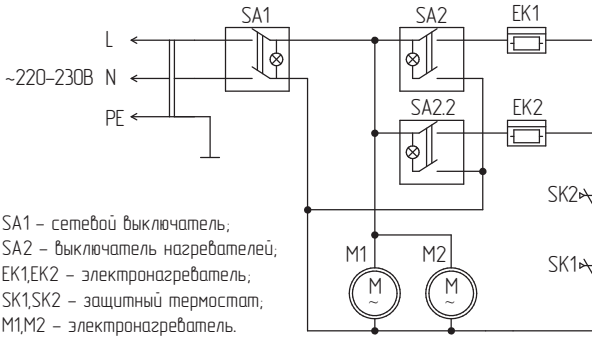 SA1 SA2 EK1
L
~220-230В N
PE
SA2.2 EK2
SK2
SK1
M1 M2
M ~ M ~
SA1 – сетевой выключатель;
SA2 – выключатель нагревателей;
EK1,EK2 – электронагреватель;
SK1,SK2 – защитный термостат;
M1,M2 – электронагреватель.